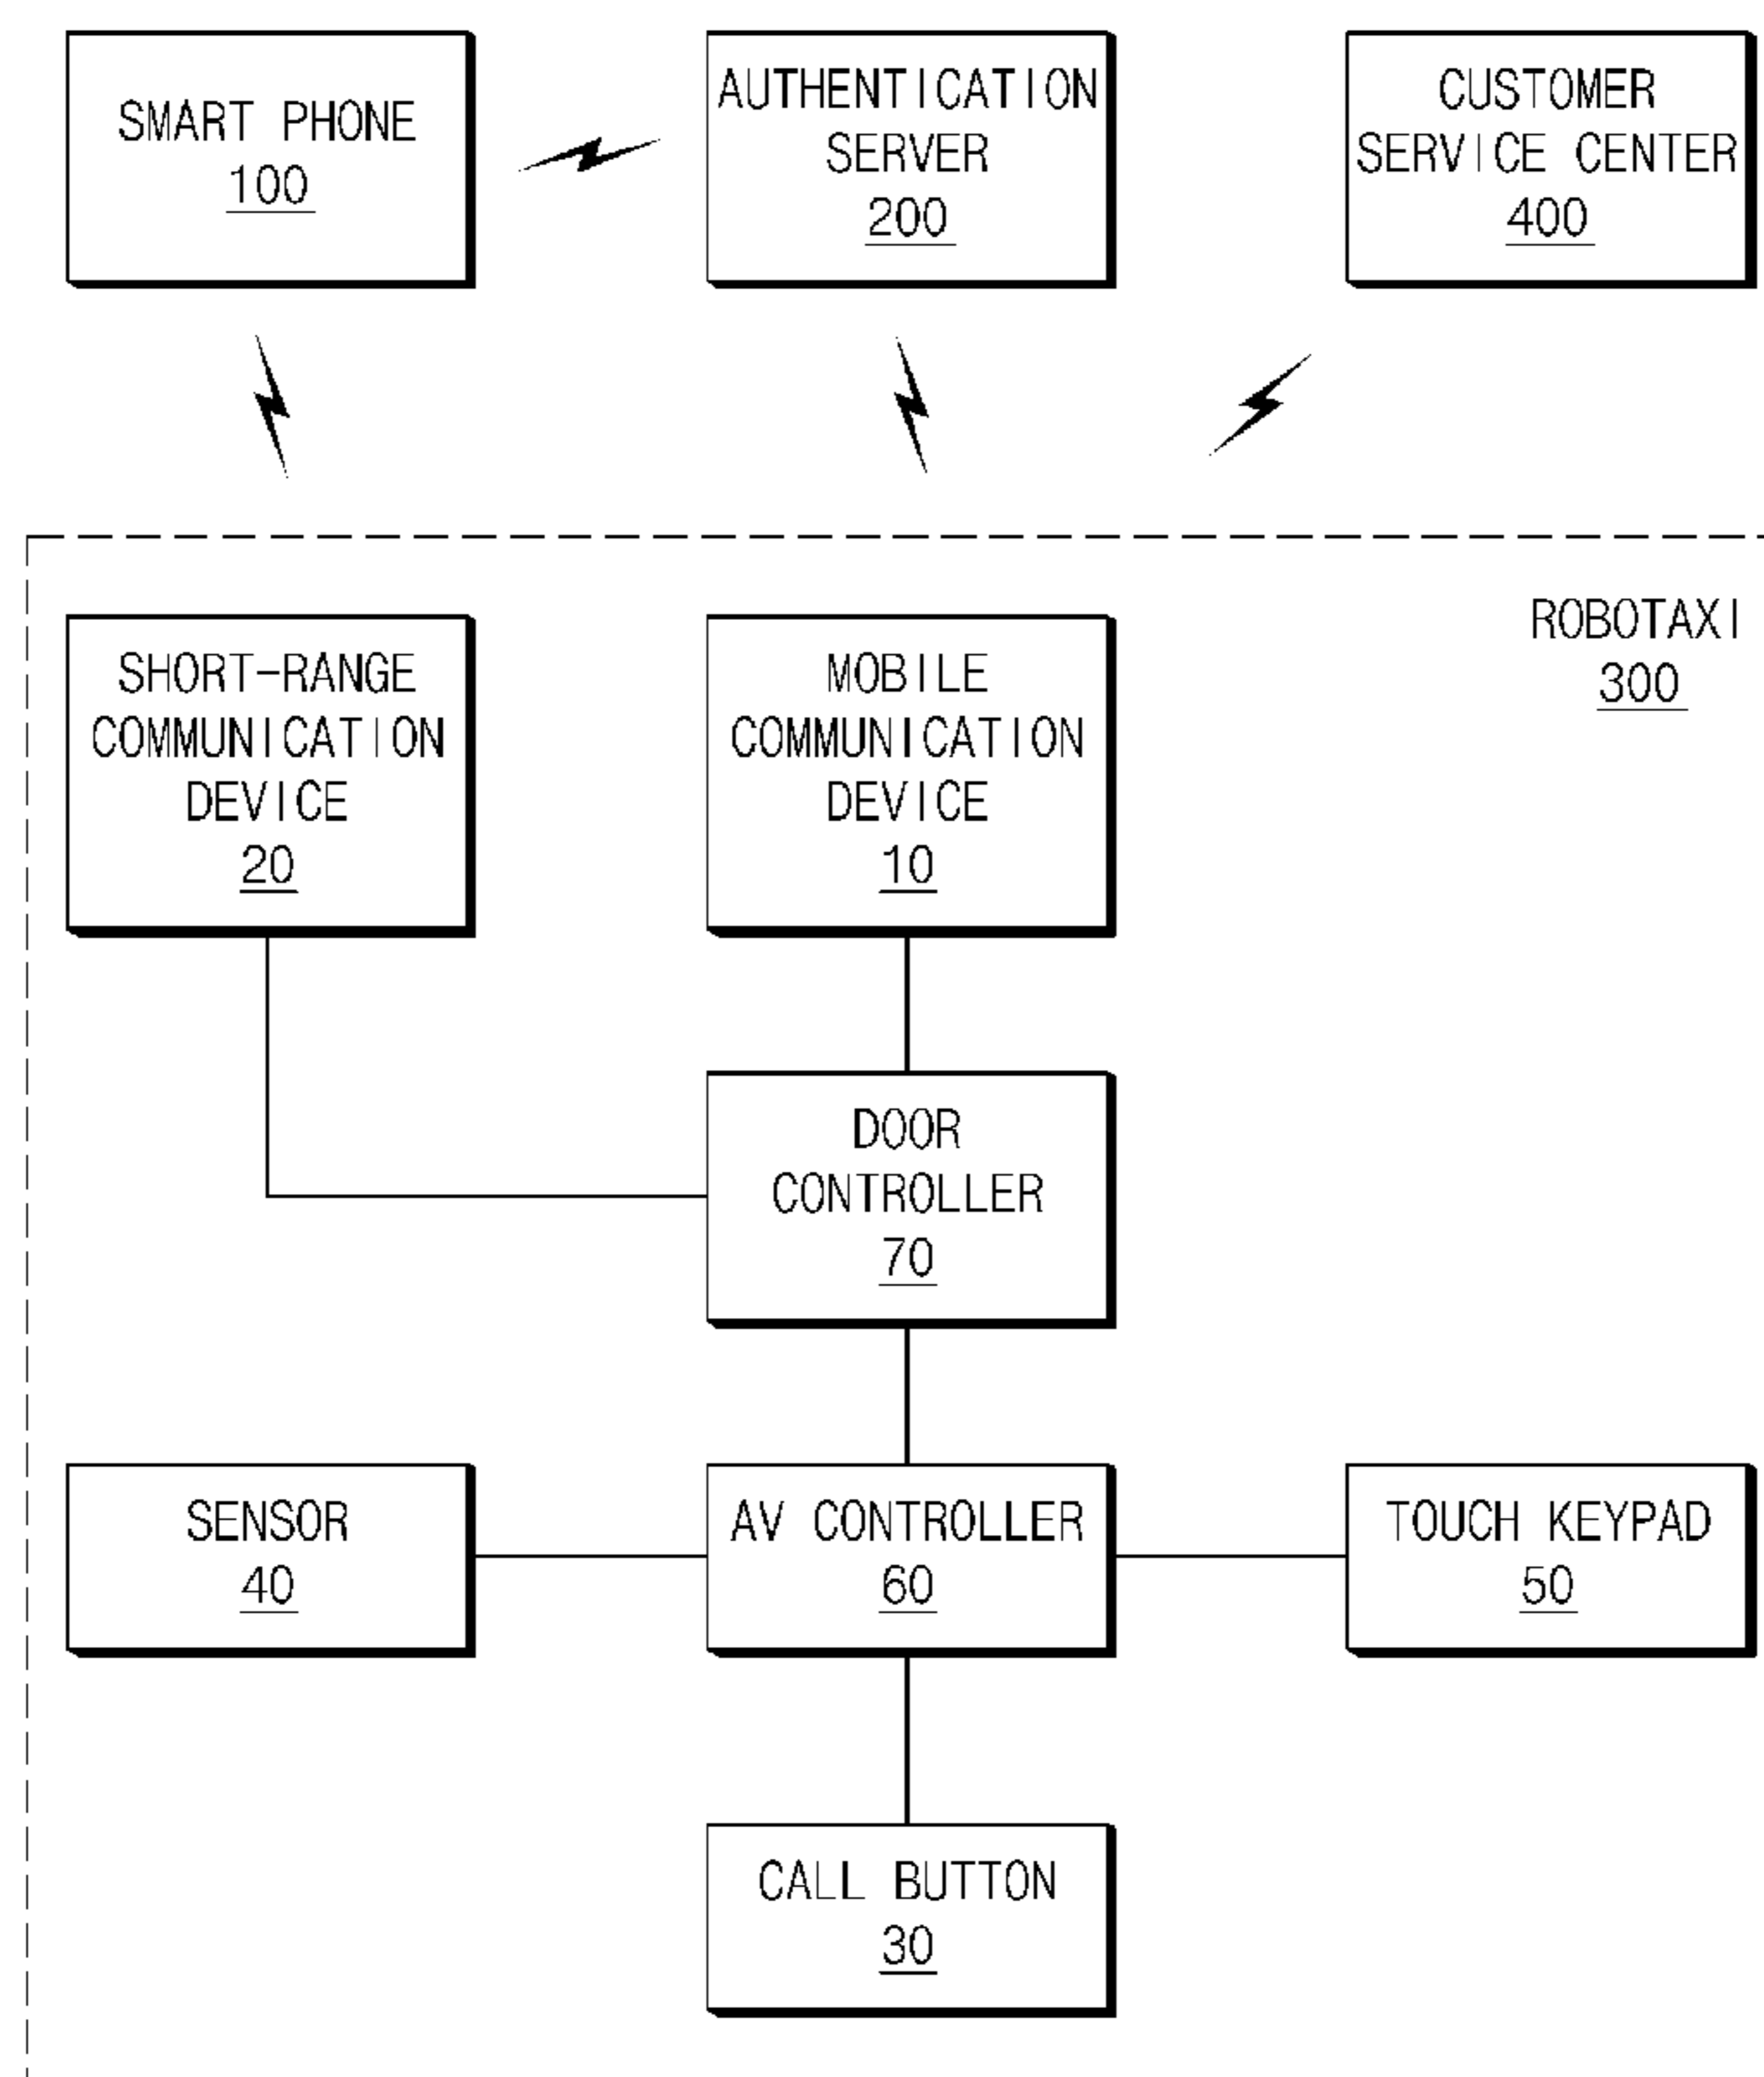 SMART PHONE
100
AUTHENTICATION
SERVER
200
CUSTOMER
SERVICE CENTER
400
ROBOTAXI
300
SHORT-RANGE
COMMUNICATION
DEVICE
20
MOBILE
COMMUNICATION
DEVICE
10
DOOR
CONTROLLER
70
SENSOR
40
AV CONTROLLER
60
TOUCH KEYPAD
50
CALL BUTTON
30